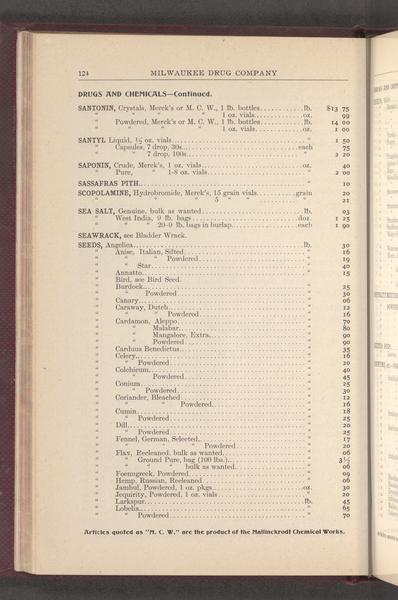 124 MILWAUKEE DRUG COMPANY
DRUGS AND CHEMICALS—Continued.
SANTONIN, Crystals, Merck's or M. C. W., 1 lb. bottles lb. $13 75
" " " " 1 oz. vials oz. 99
" Powdered, Merck's or M. C. W., 1 lb. bottles lb. 14 00
" " " " 1 oz. vials oz. 1 00
SANTYL Liquid, ½ oz. vials " 1 50
" Capsules, 7 drop, 30s each 75
" " 7 drop, 100s " 2 20
SAPONIN, Crude, Merck's, 1 oz. vials oz. 40
" Pure, 1-8 oz. vials " 2 00
SASSAFRAS PITH " 10
SCOPOLAMINE, Hydrobromide, Merck's, 15 grain vials grain 20
" " " 5 " " " 21
SEA SALT, Genuine, bulk as wanted lb. 03
" West India, 9 lb. bags doz. 1 25
" " 20-9 lb. bags in burlap each 1 90
SEAWRACK, see Bladder Wrack.
SEEDS, Angelica lb. 30
" Anise, Italian, Sifted " 16
" " " Powdered " 19
" " Star " 40
" Annatto " 15
" Bird, see Bird Seed.
" Burdock " 25
" " Powdered " 30
" Canary " 06
" Caraway, Dutch " 12
" " " Powdered " 16
" Cardamon, Aleppo " 70
" " Malabar " 80
" " Mangalore, Extra " 90
" " Powdered " 90
" Carduus Benedictus " 35
" Celery " 16
" " Powdered " 20
" Colchicum " 40
" " Powdered " 45
" Conium " 25
" " Powdered " 30
" Coriander, Bleached " 12
" " " Powdered " 16
" Cumin " 18
" " Powdered " 25
" Dill " 20
" " Powdered " 25
" Fennel, German, Selected " 17
" " " Powdered " 20
" Flax, Recleaned, bulk as wanted " 06
" " Ground Pure, bag (100 lbs.) " 3½
" " " " bulk as wanted " 06
" Foenugreek, Powdered " 09
" Hemp, Russian, Recleaned " 06
" Jambul, Powdered, 1 oz. pkgs oz. 30
" Jequirity, Powdered, 1 oz. vials " 20
" Larkspur lb. 45
" Lobelia " 65
" " Powdered " 70
Articles quoted as "M. C. W." are the product of the Mallinckrodt Chemical Works.